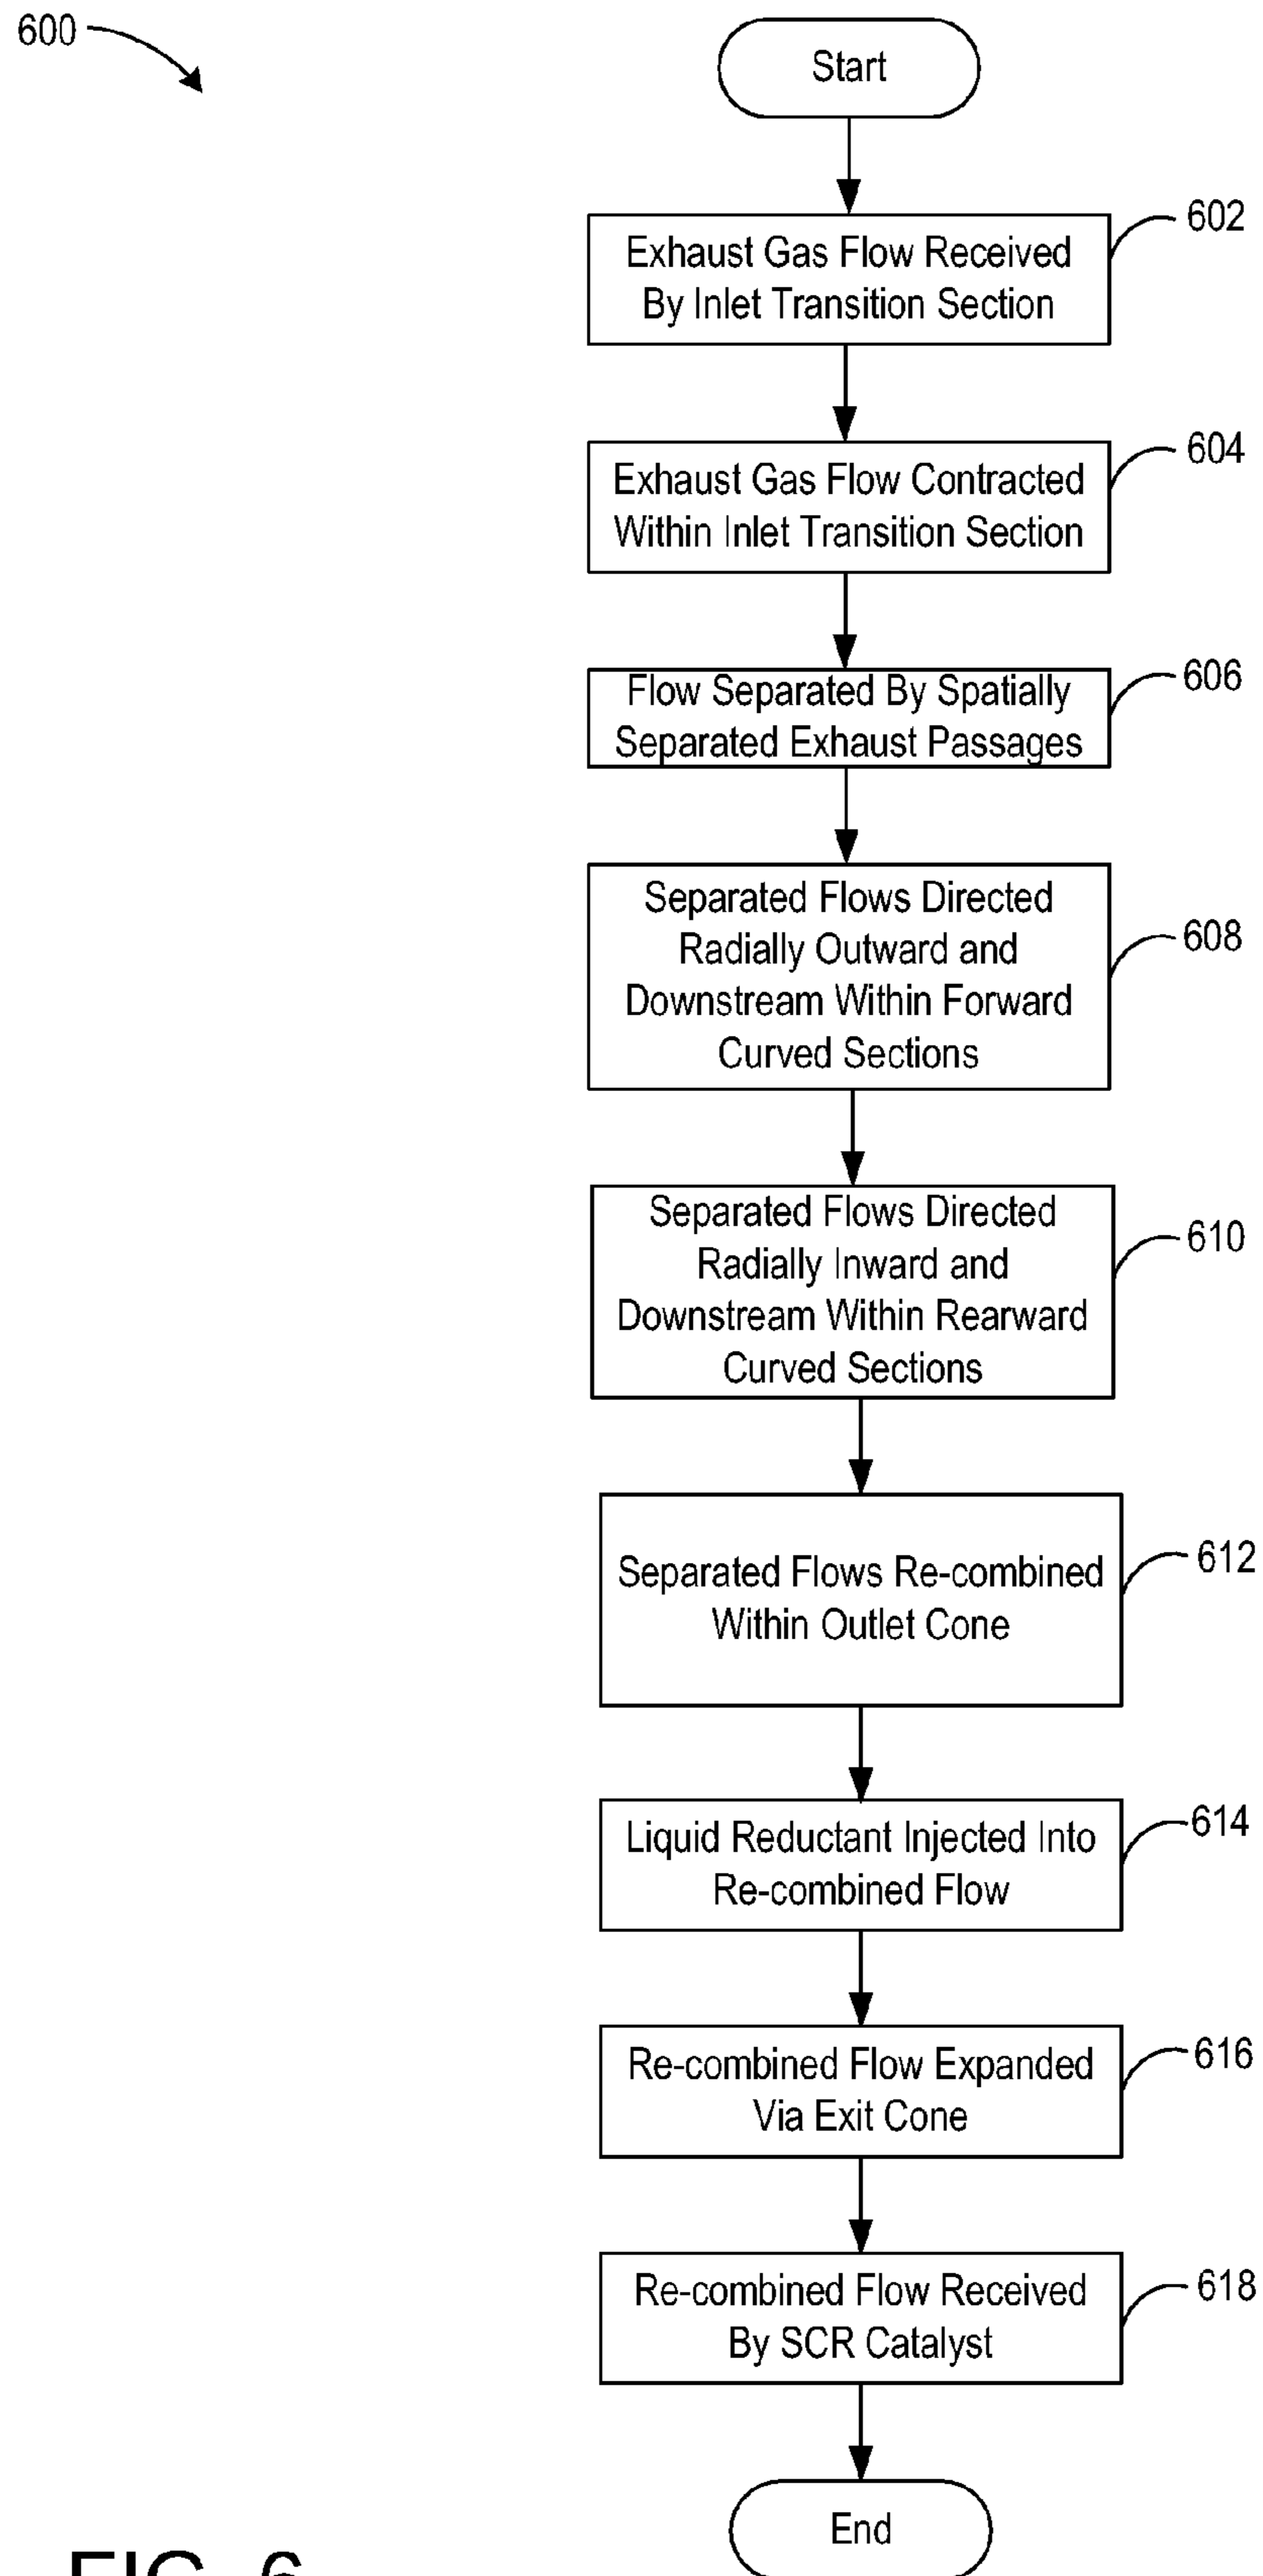 600
Start
602
Exhaust Gas Flow Received
By Inlet Transition Section
604
Exhaust Gas Flow Contracted
Within Inlet Transition Section
606
Flow Separated By Spatially
Separated Exhaust Passages
608
Separated Flows Directed
Radially Outward and
Downstream Within Forward
Curved Sections
610
Separated Flows Directed
Radially Inward and
Downstream Within Rearward
Curved Sections
612
Separated Flows Re-combined
Within Outlet Cone
614
Liquid Reductant Injected Into
Re-combined Flow
616
Re-combined Flow Expanded
Via Exit Cone
618
Re-combined Flow Received
By SCR Catalyst
End
FIG. 6